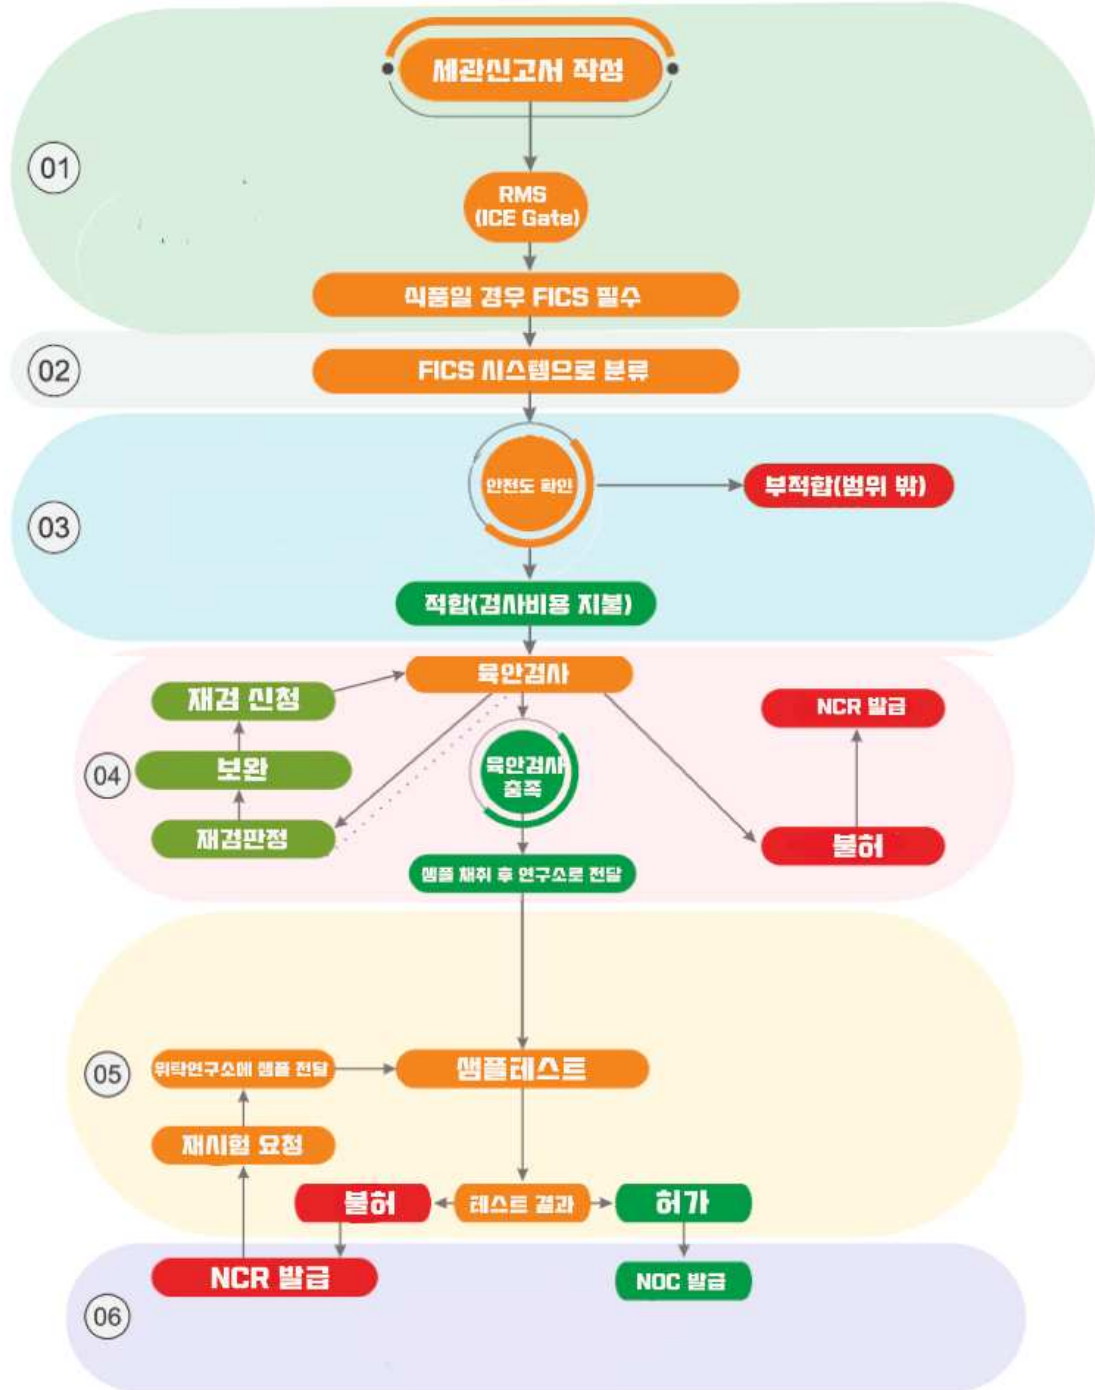 세관신고서 작성
01
RMS
(ICE Gate)
식품일 경우 FICS 필수
02
FICS 시스템으로 분류
03
안전도 확인
부적합(범위 밖)
적합(검사비용 지불)
육안검사
재검 신청
NCR 발급
04
보완
육안검사
충족
재검판정
불허
샘플 채취 후 연구소로 전달
05
위탁연구소에 샘플 전달
샘플테스트
재시험 요청
불허
테스트 결과
허가
NCR 발급
NOC 발급
06